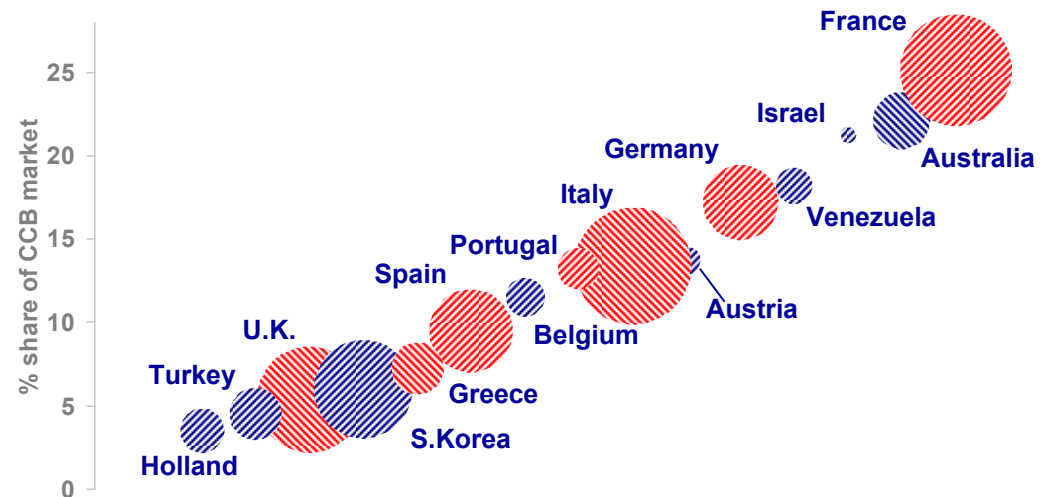 France
25
Israel
20
Germany
Australia
Italy
Venezuela
15
Portugal
Spain
Austria
10
U.K.
Belgium
Turkey
Greece
5
S.Korea
Holland
0
% share of CCB market